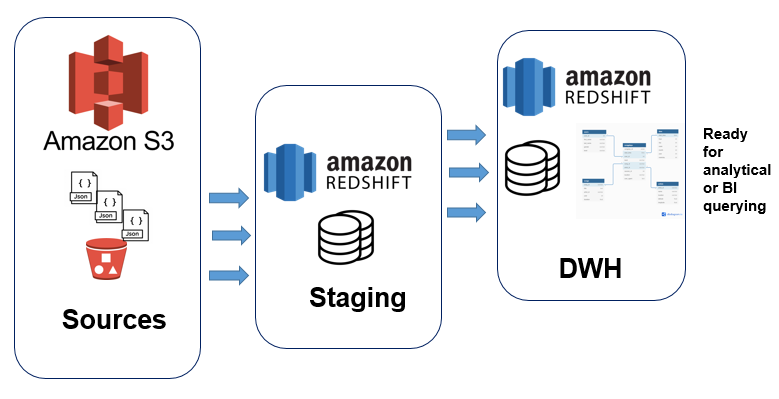 Amazon S3
{ }
Json
{ }
Json
{ }
Json
Sources
amazon
REDSHIFT
Staging
amazon
REDSHIFT
DWH
Ready
for
analytical
or BI
querying